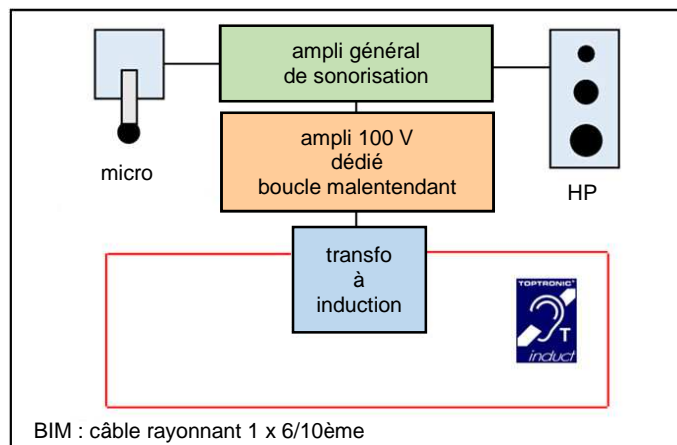 ampli général
de sonorisation
micro
ampli 100 V
dédié
boucle malentendant
HP
transfo
à
induction
TOPTRONIC®
T
induct
BIM : câble rayonnant 1 x 6/10ème